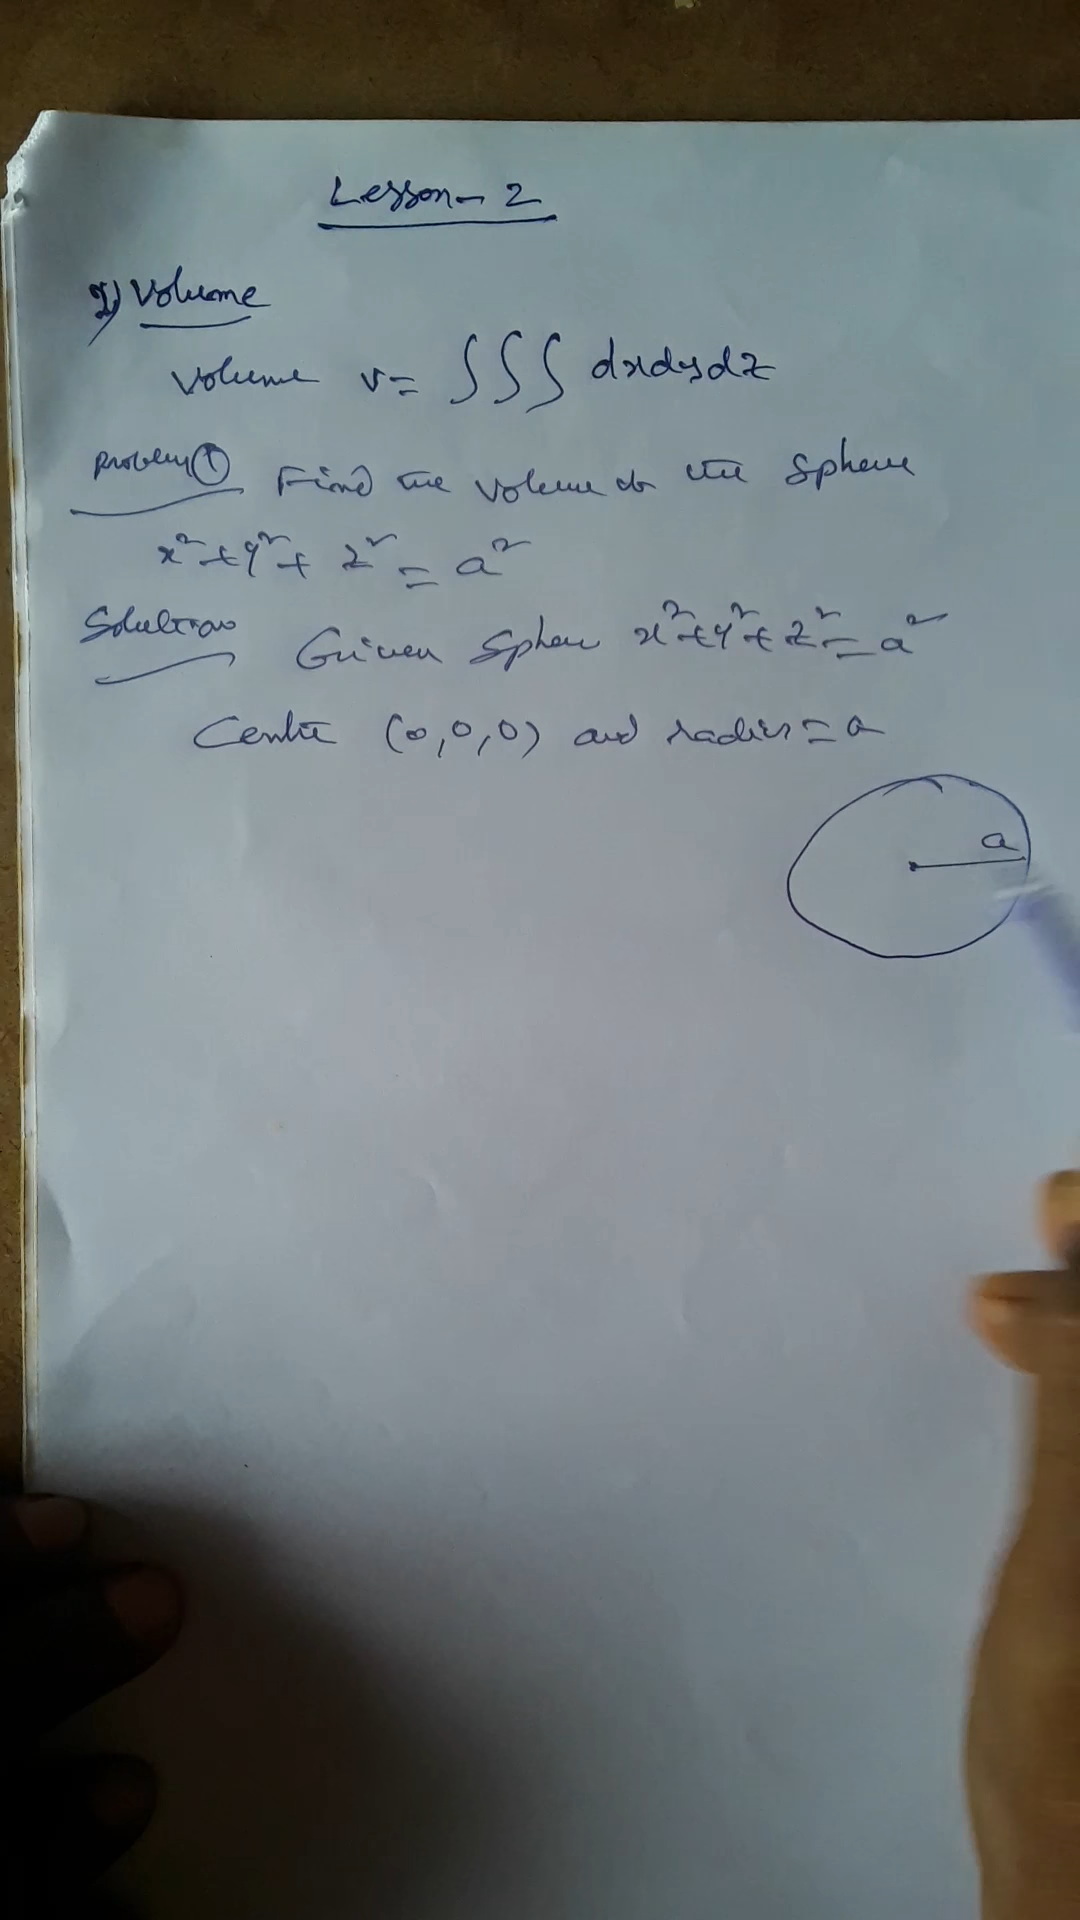 Lesson - 2
1) Volume
Volume v = ∫∫∫ dxdydz
Problem ① Find the volume of the Sphere
x² + y² + z² = a²
Solution Given Sphere x² + y² + z² = a²
Centre (0,0,0) and radius = a
a